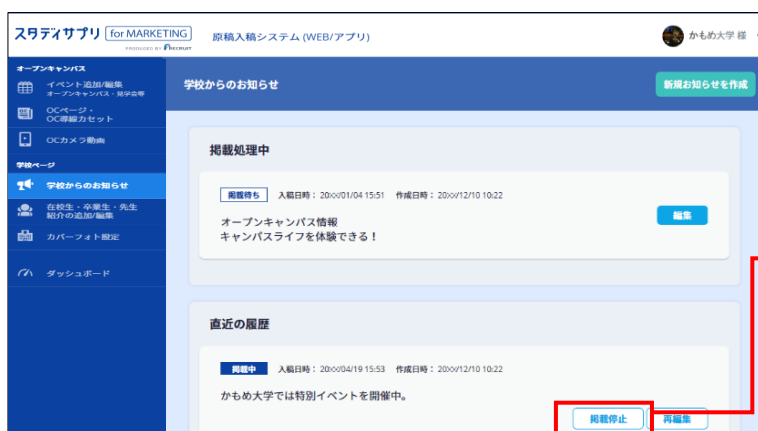 スタディサプリ for MARKETING
PRODUCED BY RECRUIT
原稿入稿システム (WEB/アプリ)
かもめ大学 様
オープンキャンパス
イベント追加/編集
オープンキャンパス・見学会等
OCページ・
OC導線カセット
OCカメラ動画
学校ページ
学校からのお知らせ
在校生・卒業生・先生
紹介の追加/編集
カバーフォト設定
ダッシュボード
学校からのお知らせ
新規お知らせを作成
掲載処理中
掲載待ち 入稿日時：20××/01/04 15:51 作成日時：20××/12/10 10:22
オープンキャンパス情報
キャンパスライフを体験できる！
編集
直近の履歴
掲載中 入稿日時：20××/04/19 15:53 作成日時：20××/12/10 10:22
かもめ大学では特別イベントを開催中。
掲載停止 再編集